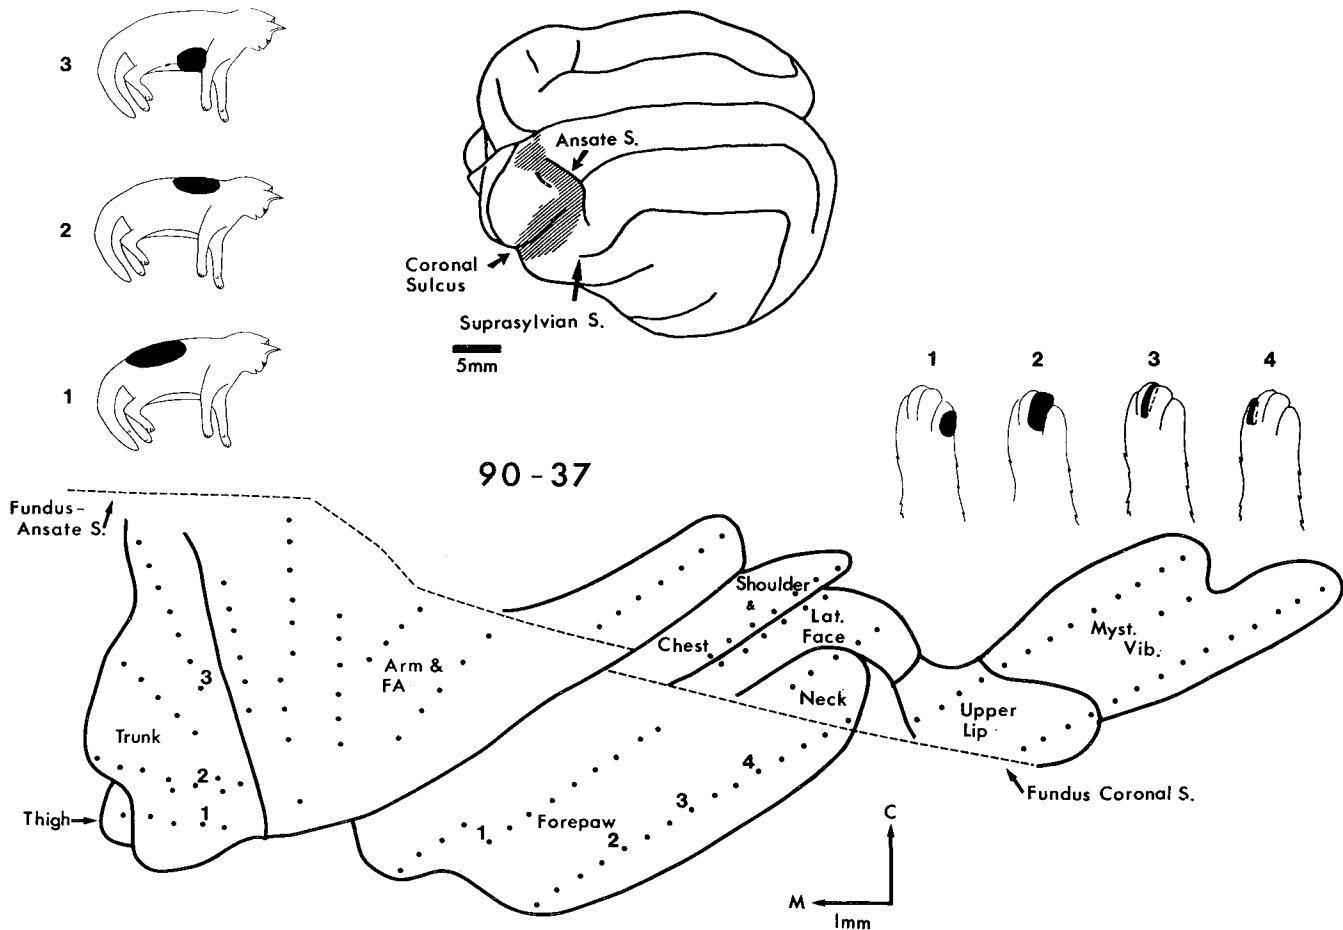 3
Ansate S.
2
Coronal
Sulcus
Suprasylvian S.
5mm
1
1 2 3 4
90-37
Fundus-
Ansate S.
Shoulder
&
Lat.
Face
Chest
Myst.
Vib.
Arm &
FA
3
Neck
Upper
Lip
Trunk
4
2
3
Fundus Coronal S.
Thigh
1
1
Forepaw
2
C
M
1mm